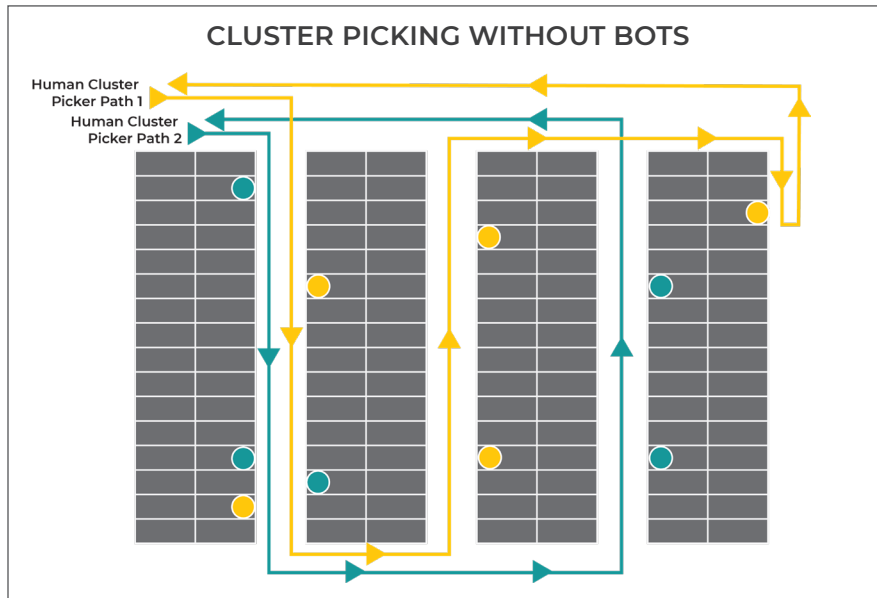 CLUSTER PICKING WITHOUT BOTS
Human Cluster
Picker Path 1
Human Cluster
Picker Path 2